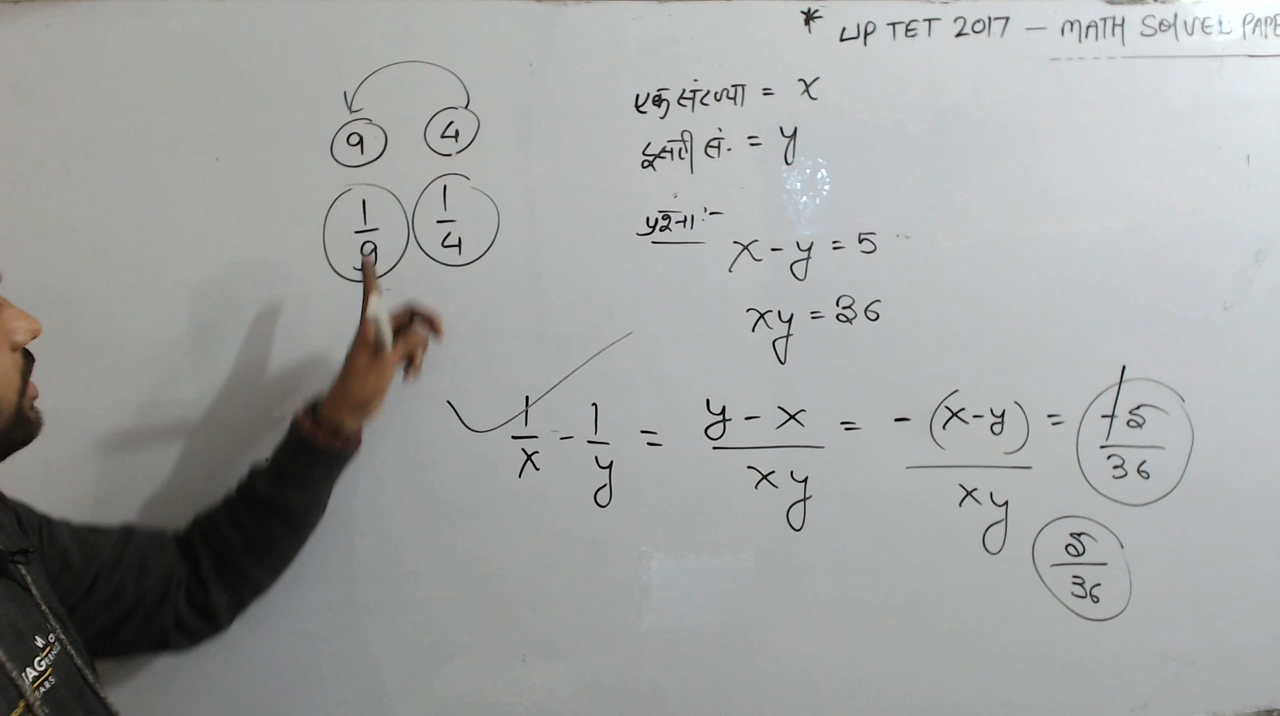 * UP TET 2017 – MATH SOLVEL PAPE
9 4
1/9 1/4
एक संख्या = x
दूसरी सं. = y
प्रश्ना :-
x - y = 5
xy = 36
1/x - 1/y = y - x / xy = - (x-y) / xy = -5/36
5/36